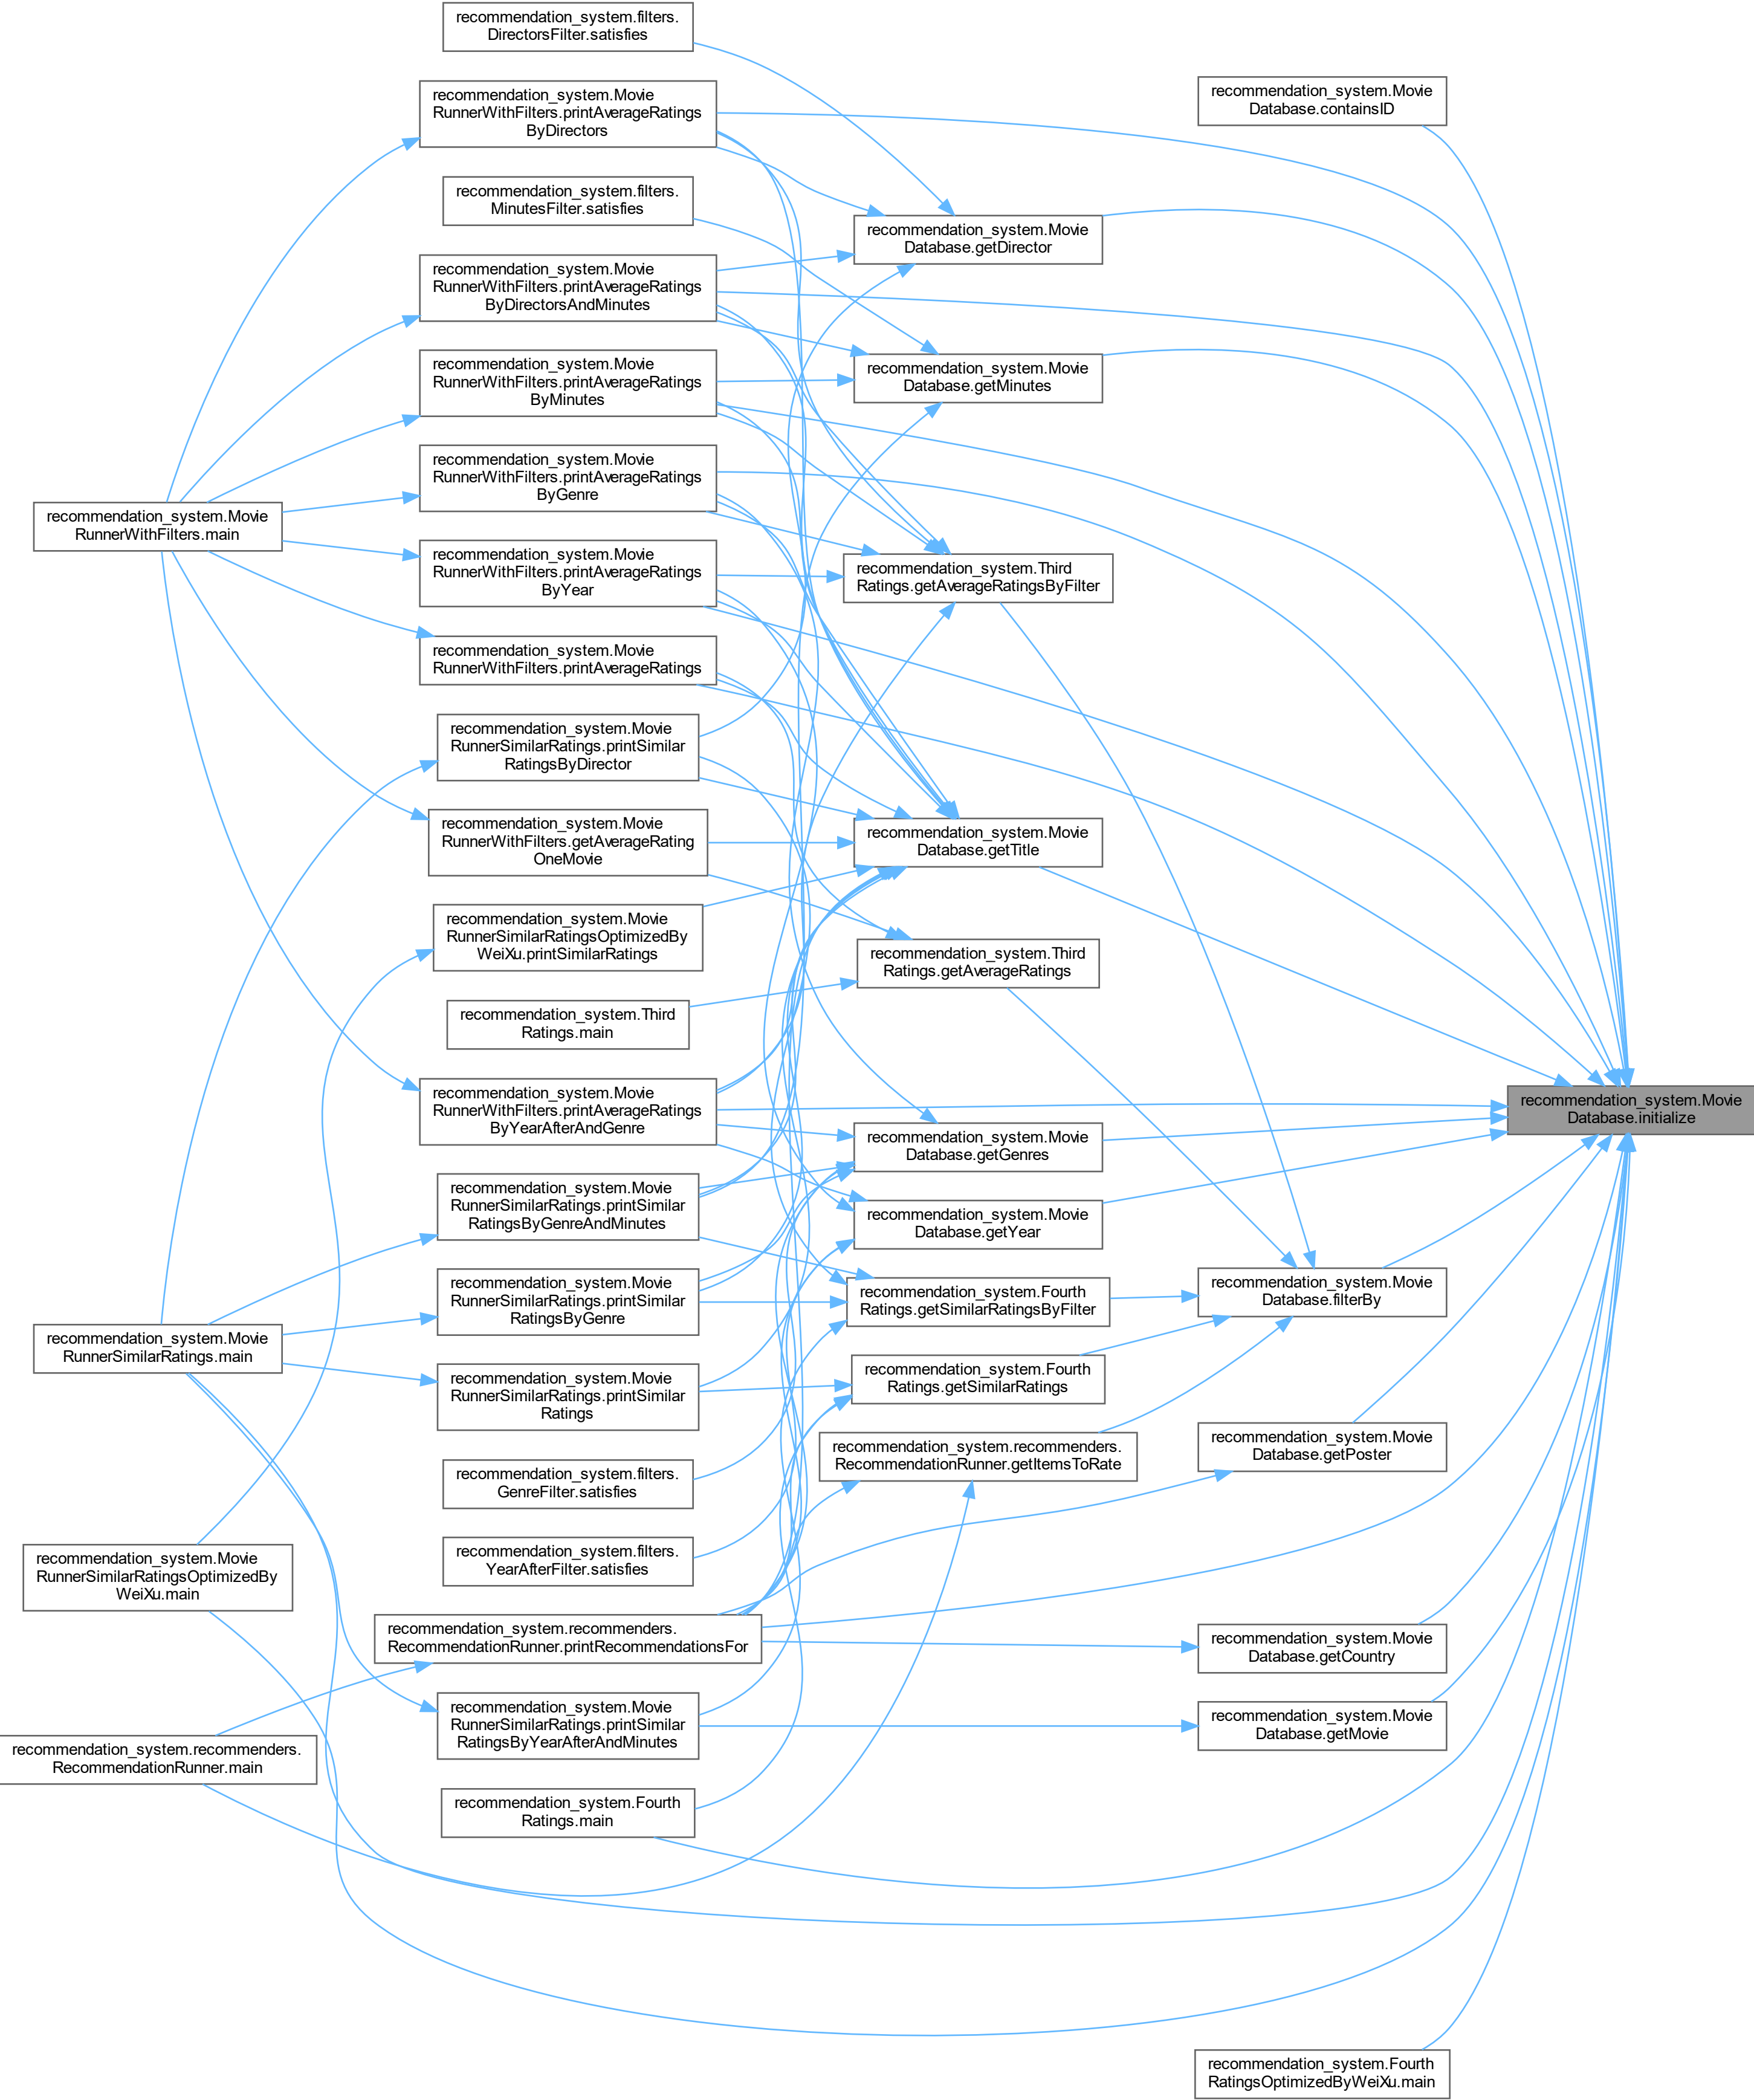 recommendation_system.filters.
DirectorsFilter.satisfies
recommendation_system.Movie
RunnerWithFilters.printAverageRatings
ByDirectors
recommendation_system.filters.
MinutesFilter.satisfies
recommendation_system.Movie
RunnerWithFilters.printAverageRatings
ByDirectorsAndMinutes
recommendation_system.Movie
RunnerWithFilters.printAverageRatings
ByMinutes
recommendation_system.Movie
RunnerWithFilters.printAverageRatings
ByGenre
recommendation_system.Movie
RunnerWithFilters.main
recommendation_system.Movie
RunnerWithFilters.printAverageRatings
ByYear
recommendation_system.Movie
RunnerWithFilters.printAverageRatings
recommendation_system.Movie
RunnerSimilarRatings.printSimilar
RatingsByDirector
recommendation_system.Movie
RunnerWithFilters.getAverageRating
OneMovie
recommendation_system.Movie
RunnerSimilarRatingsOptimizedBy
WeiXu.printSimilarRatings
recommendation_system.Third
Ratings.main
recommendation_system.Movie
RunnerWithFilters.printAverageRatings
ByYearAfterAndGenre
recommendation_system.Movie
RunnerSimilarRatings.printSimilar
RatingsByGenreAndMinutes
recommendation_system.Movie
RunnerSimilarRatings.printSimilar
RatingsByGenre
recommendation_system.Movie
RunnerSimilarRatings.main
recommendation_system.Movie
RunnerSimilarRatings.printSimilar
Ratings
recommendation_system.filters.
GenreFilter.satisfies
recommendation_system.filters.
YearAfterFilter.satisfies
recommendation_system.Movie
RunnerSimilarRatingsOptimizedBy
WeiXu.main
recommendation_system.recommenders.
RecommendationRunner.printRecommendationsFor
recommendation_system.Movie
RunnerSimilarRatings.printSimilar
RatingsByYearAfterAndMinutes
recommendation_system.recommenders.
RecommendationRunner.main
recommendation_system.Fourth
Ratings.main
recommendation_system.Movie
Database.getDirector
recommendation_system.Movie
Database.getMinutes
recommendation_system.Third
Ratings.getAverageRatingsByFilter
recommendation_system.Movie
Database.getTitle
recommendation_system.Third
Ratings.getAverageRatings
recommendation_system.Movie
Database.getGenres
recommendation_system.Movie
Database.getYear
recommendation_system.Fourth
Ratings.getSimilarRatingsByFilter
recommendation_system.Fourth
Ratings.getSimilarRatings
recommendation_system.recommenders.
RecommendationRunner.getItemsToRate
recommendation_system.Movie
Database.containsID
recommendation_system.Movie
Database.filterBy
recommendation_system.Movie
Database.getPoster
recommendation_system.Movie
Database.getCountry
recommendation_system.Movie
Database.getMovie
recommendation_system.Fourth
RatingsOptimizedByWeiXu.main
recommendation_system.Movie
Database.initialize